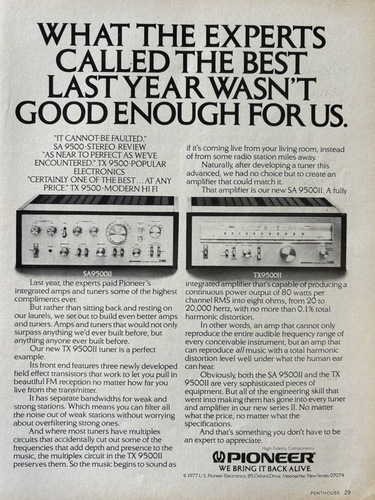 WHAT THE EXPERTS
CALLED THE BEST
LAST YEAR WASN'T
GOOD ENOUGH FOR US.
"IT CANNOT BE FAULTED."
SA 9500-STEREO REVIEW
"AS NEAR TO PERFECT AS WE'VE
ENCOUNTERED." TX 9500-POPULAR
ELECTRONICS
"CERTAINLY ONE OF THE BEST...AT ANY
PRICE." TX 9500-MODERN HI FI
SA9500II
Last year, the experts paid Pioneer's
integrated amps and tuners some of the highest
compliments ever.
But rather than sitting back and resting on
our laurels, we set out to build even better amps
and tuners. Amps and tuners that would not only
surpass anything we'd ever built before, but
anything anyone ever built before.
Our new TX 9500II tuner is a perfect
example.
Its front end features three newly developed
field effect transistors that work to let you pull in
beautiful FM reception no matter how far you
live from the transmitter.
It has separate bandwidths for weak and
strong stations. Which means you can filter all
the noise out of weak stations without worrying
about overfiltering strong ones.
And where most tuners have multiplex
circuits that accidentally cut out some of the
frequencies that add depth and presence to the
music, the multiplex circuit in the TX 9500II
preserves them. So the music begins to sound as
if it's coming live from your living room, instead
of from some radio station miles away.
Naturally, after developing a tuner this
advanced, we had no choice but to create an
amplifier that could match it.
That amplifier is our new SA 9500II. A fully
TX9500II
integrated amplifier that's capable of producing a
continuous power output of 80 watts per
channel RMS into eight ohms, from 20 to
20,000 hertz, with no more than 0.1% total
harmonic distortion.
In other words, an amp that cannot only
reproduce the entire audible frequency range of
every conceivable instrument, but an amp that
can reproduce all music with a total harmonic
distortion level well under what the human ear
can hear.
Obviously, both the SA 9500II and the TX
9500II are very sophisticated pieces of
equipment. But all of the engineering skill that
went into making them has gone into every tuner
and amplifier in our new series II. No matter
what the price, no matter what the
specifications.
And that's something you don't have to be
an expert to appreciate.
High Fidelity Components
PIONEER
WE BRING IT BACK ALIVE.
©1977 U.S. Pioneer Electronics, 85 Oxford Drive, Moonachie, New Jersey 07074.
PENTHOUSE 29